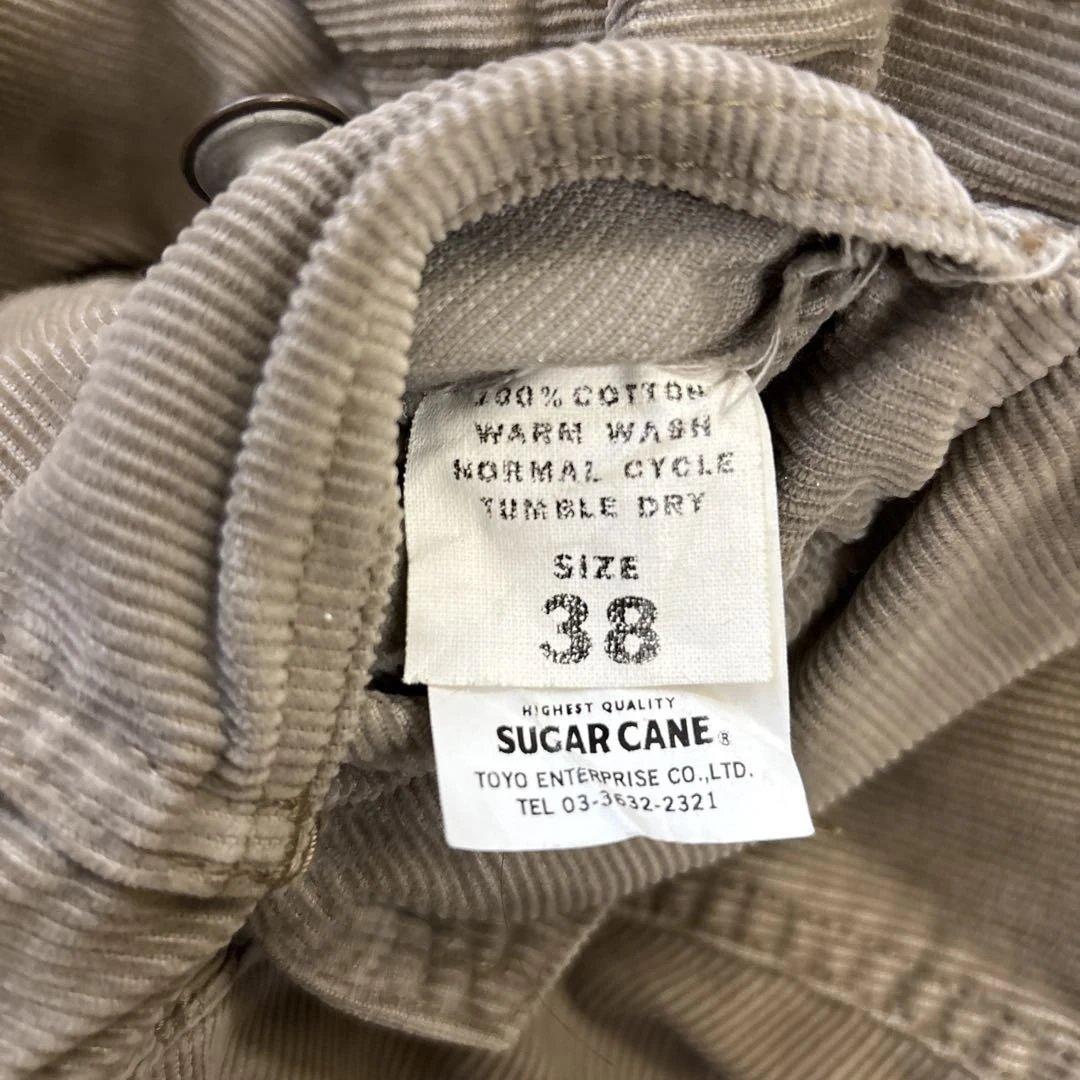 100% COTTON
WARM WASH
NORMAL CYCLE
TUMBLE DRY
SIZE
38
HIGHEST QUALITY
SUGAR CANE®
TOYO ENTERPRISE CO.,LTD.
TEL 03-3632-2321